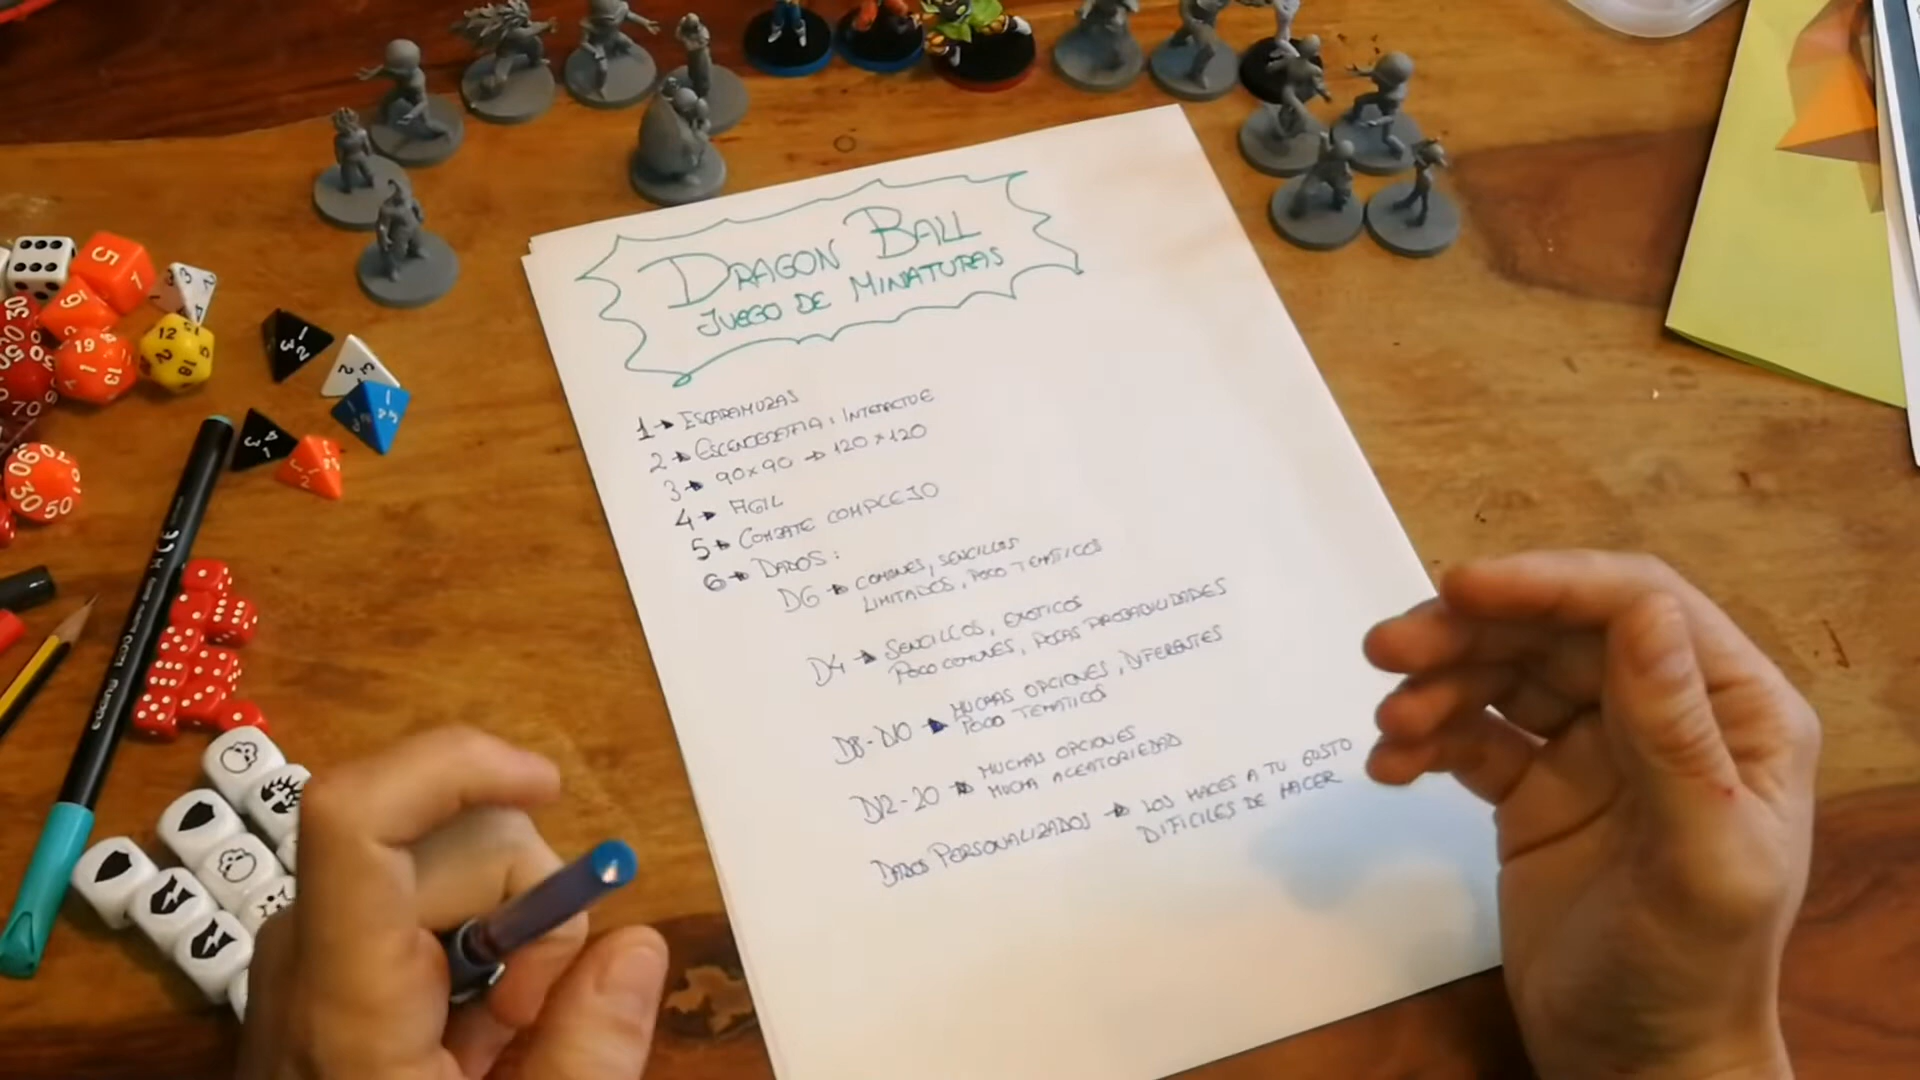 DRAGON BALL
JUEGO DE MINIATURAS
1 → ESCARAMUZAS
2 → ESCENOGRAFIA: INTERACTUE
3 → 90x90 → 120x120
4 → AGIL
5 → COMBATE COMPLEJO
6 → DADOS:
D6 → COMUNES, SENCILLOS
LIMITADOS, POCO TEMATICOS
D4 → SENCILLOS, EXOTICOS
POCO COMUNES, POCAS PROBABILIDADES
D8-D10 → MUCHAS OPCIONES, DIFERENTES
POCO TEMATICOS
D12-20 → MUCHAS OPCIONES
MUCHA ALEATORIEDAD
DADOS PERSONALIZADOS → LOS HACES A TU GUSTO
DIFICILES DE HACER
edding 1200